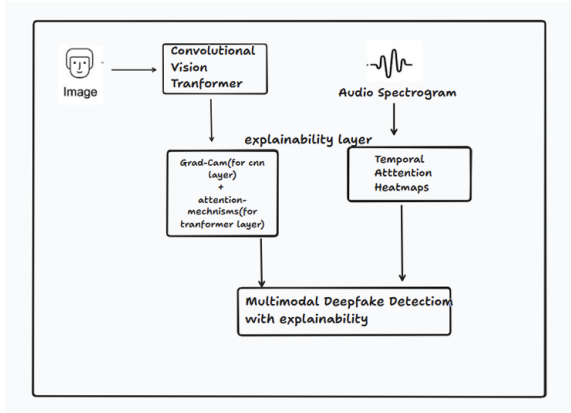 Convolutional
Vision
Tranformer
Image
Audio Spectrogram
explainability layer
Grad-Cam(for cnn
layer)
+
attention-
mechnisms(for
tranformer layer)
Temporal
Atttention
Heatmaps
Multimodal Deepfake Detectiom
with explainability